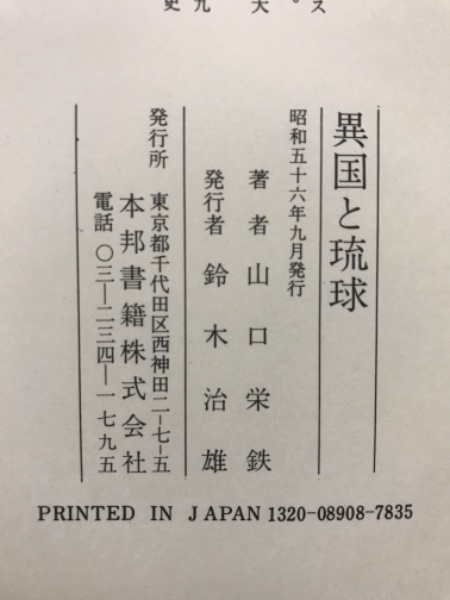 異国と琉球
昭和五十六年九月発行
著者 山口栄鉄
発行者 鈴木治雄
発行所 東京都千代田区西神田二-七-五
本邦書籍株式会社
電話 〇三-二三四-一七九五
PRINTED IN JAPAN 1320-08908-7835